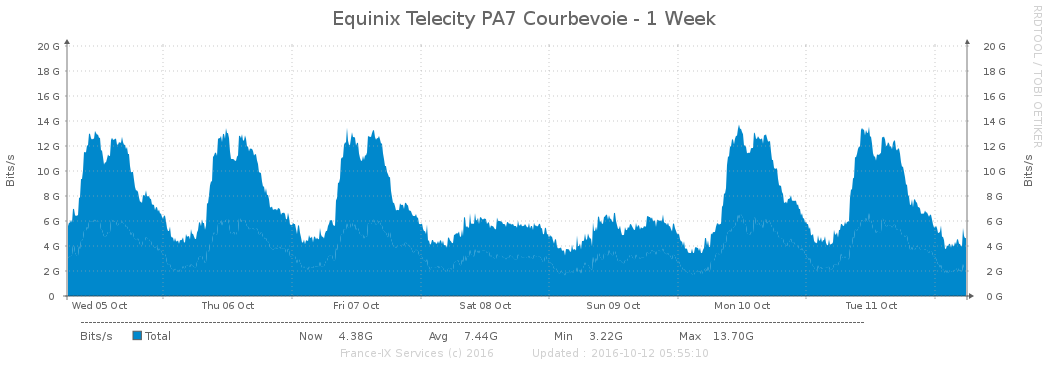 Equinix Telecity PA7 Courbevoie - 1 Week
RRDTOOL / TOBI OETIKER
20 G 20 G
18 G 18 G
16 G 16 G
14 G 14 G
12 G 12 G
10 G 10 G
8 G 8 G
6 G 6 G
4 G 4 G
2 G 2 G
0 0 G
Bits/s
Bits/s
Wed 05 Oct Thu 06 Oct Fri 07 Oct Sat 08 Oct Sun 09 Oct Mon 10 Oct Tue 11 Oct
Bits/s Total Now 4.38G Avg 7.44G Min 3.22G Max 13.70G
France-IX Services (c) 2016 Updated : 2016-10-12 05:55:10